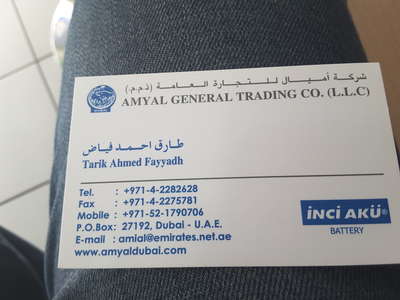 شركة أميال للتجارة العامة (ذ.م.م.)
AMYAL GENERAL TRADING CO. (L.L.C)
طارق احمد فياض
Tarik Ahmed Fayyadh
Tel. : +971-4-2282628
Fax : +971-4-2275781
Mobile : +971-52-1790706
P.O.Box: 27192, Dubai - U.A.E.
E-mail : amial@emirates.net.ae
www.amyaldubai.com
İNCİ AKÜ®
BATTERY